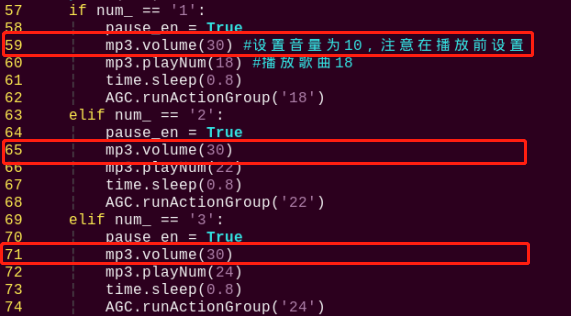 57 if num_ == '1':
58 pause_en = True
59 mp3.volume(30) #设置音量为10，注意在播放前设置
60 mp3.playNum(18) #播放歌曲18
61 time.sleep(0.8)
62 AGC.runActionGroup('18')
63 elif num_ == '2':
64 pause_en = True
65 mp3.volume(30)
66 mp3.playNum(22)
67 time.sleep(0.8)
68 AGC.runActionGroup('22')
69 elif num_ == '3':
70 pause_en = True
71 mp3.volume(30)
72 mp3.playNum(24)
73 time.sleep(0.8)
74 AGC.runActionGroup('24')